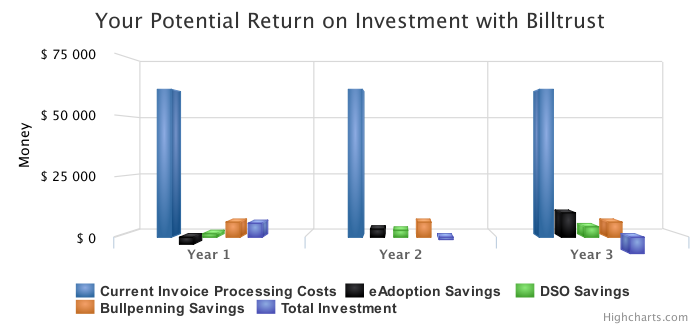 Your Potential Return on Investment with Billtrust
$ 75 000
$ 50 000
$ 25 000
$ 0
Money
Year 1
Year 2
Year 3
Current Invoice Processing Costs
eAdoption Savings
DSO Savings
Bullpenning Savings
Total Investment
Highcharts.com